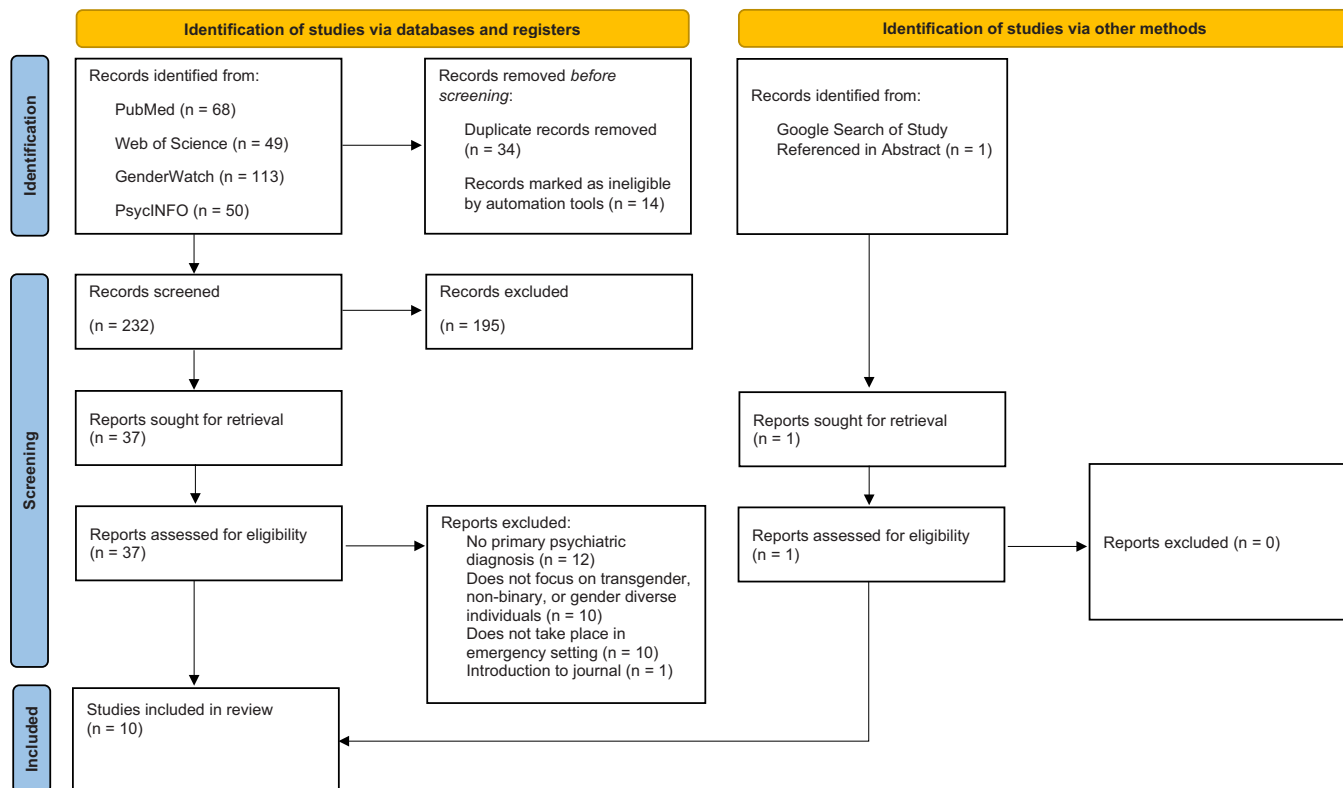 Identification of studies via databases and registers
Identification of studies via other methods
Identification
Records identified from:
PubMed (n = 68)
Web of Science (n = 49)
GenderWatch (n = 113)
PsycINFO (n = 50)
Records removed before
screening:
Duplicate records removed
(n = 34)
Records marked as ineligible
by automation tools (n = 14)
Records identified from:
Google Search of Study
Referenced in Abstract (n = 1)
Screening
Records screened
(n = 232)
Records excluded
(n = 195)
Reports sought for retrieval
(n = 37)
Reports sought for retrieval
(n = 1)
Reports assessed for eligibility
(n = 37)
Reports excluded:
No primary psychiatric
diagnosis (n = 12)
Does not focus on transgender,
non-binary, or gender diverse
individuals (n = 10)
Does not take place in
emergency setting (n = 10)
Introduction to journal (n = 1)
Reports assessed for eligibility
(n = 1)
Reports excluded (n = 0)
Included
Studies included in review
(n = 10)